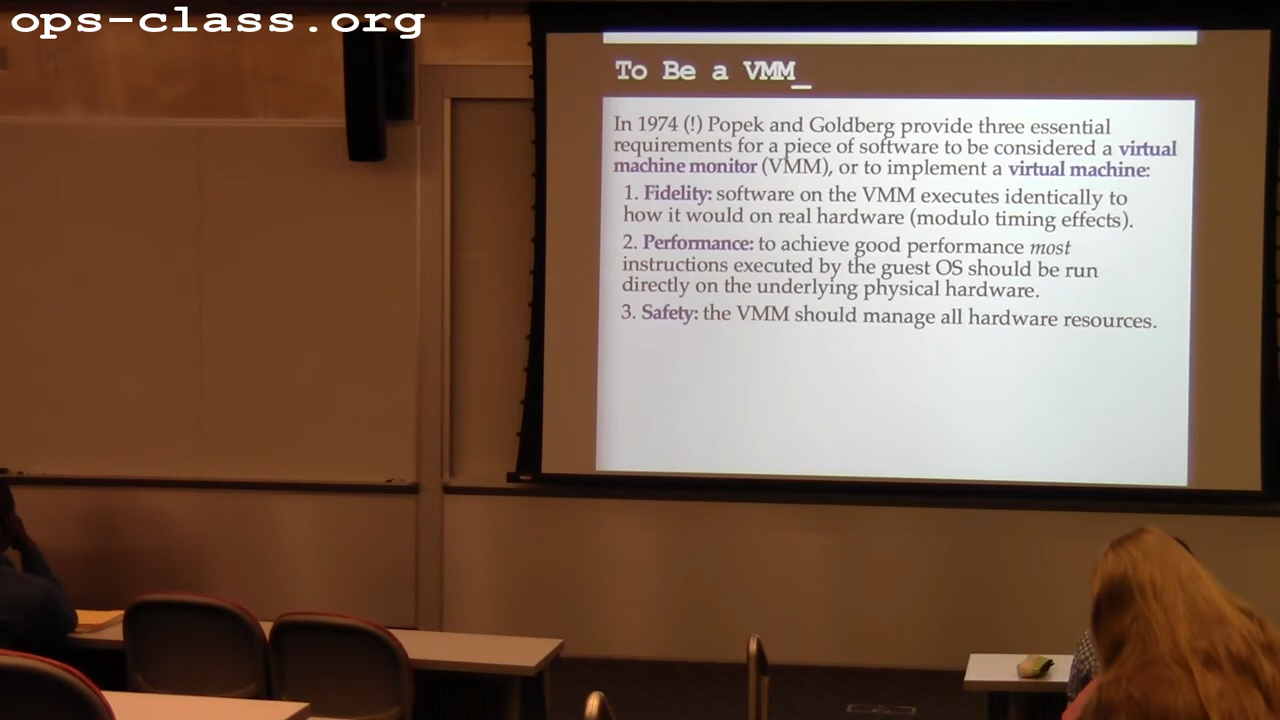 ops-class.org
To Be a VMM_
In 1974 (!) Popek and Goldberg provide three essential
requirements for a piece of software to be considered a virtual
machine monitor (VMM), or to implement a virtual machine:
1. Fidelity: software on the VMM executes identically to
how it would on real hardware (modulo timing effects).
2. Performance: to achieve good performance most
instructions executed by the guest OS should be run
directly on the underlying physical hardware.
3. Safety: the VMM should manage all hardware resources.